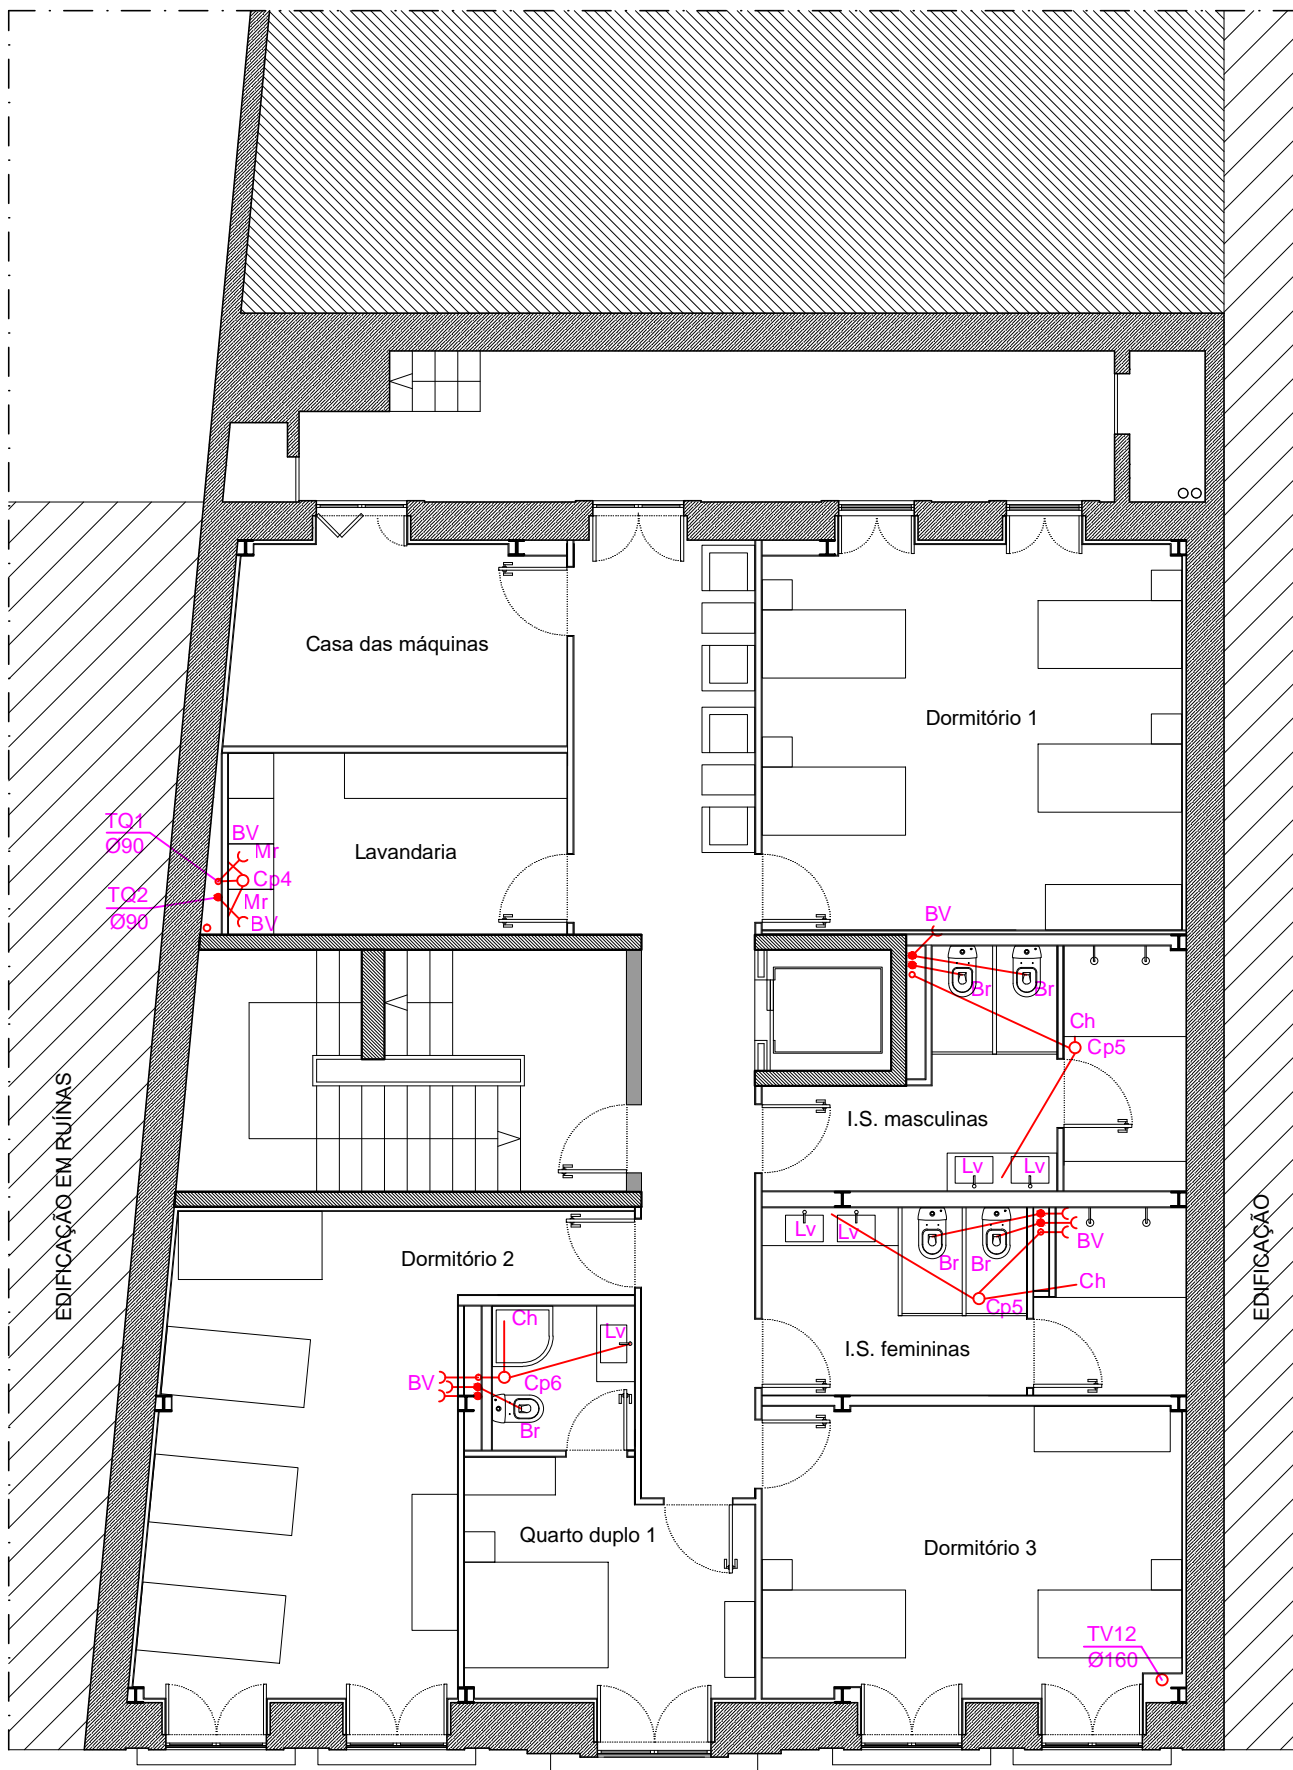 Casa das máquinas
Dormitório 1
TQ1
Ø90
BV
Mr
Cp4
Lavandaria
TQ2
Ø90
Mr
BV
BV
Br
Br
Ch
Cp5
I.S. masculinas
Lv
Lv
EDIFICAÇÃO EM RUÍNAS
EDIFICAÇÃO
Lv
Lv
BV
Br
Br
Ch
Cp5
Dormitório 2
I.S. femininas
Ch
Lv
BV
Cp6
Br
Quarto duplo 1
Dormitório 3
TV12
Ø160